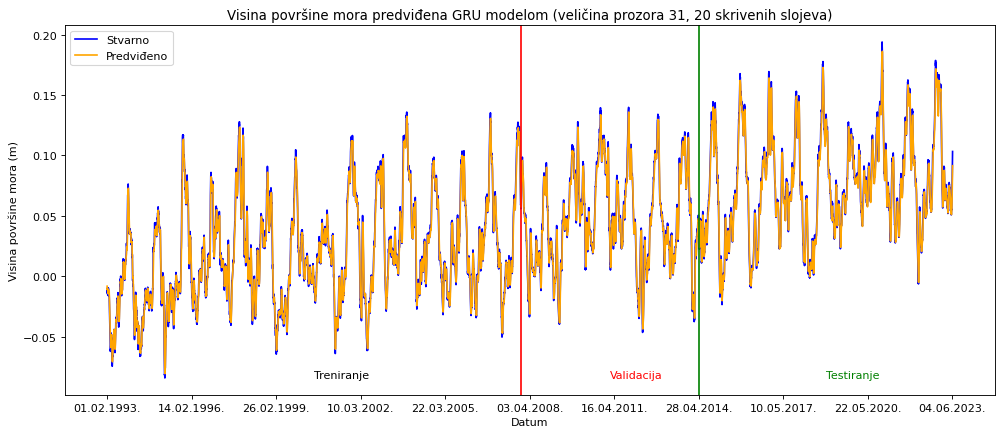 Visina površine mora predviđena GRU modelom (veličina prozora 31, 20 skrivenih slojeva)
Stvarno
Predviđeno
Visina površine mora (m)
0.20
0.15
0.10
0.05
0.00
−0.05
Treniranje
Validacija
Testiranje
01.02.1993. 14.02.1996. 26.02.1999. 10.03.2002. 22.03.2005. 03.04.2008. 16.04.2011. 28.04.2014. 10.05.2017. 22.05.2020. 04.06.2023.
Datum